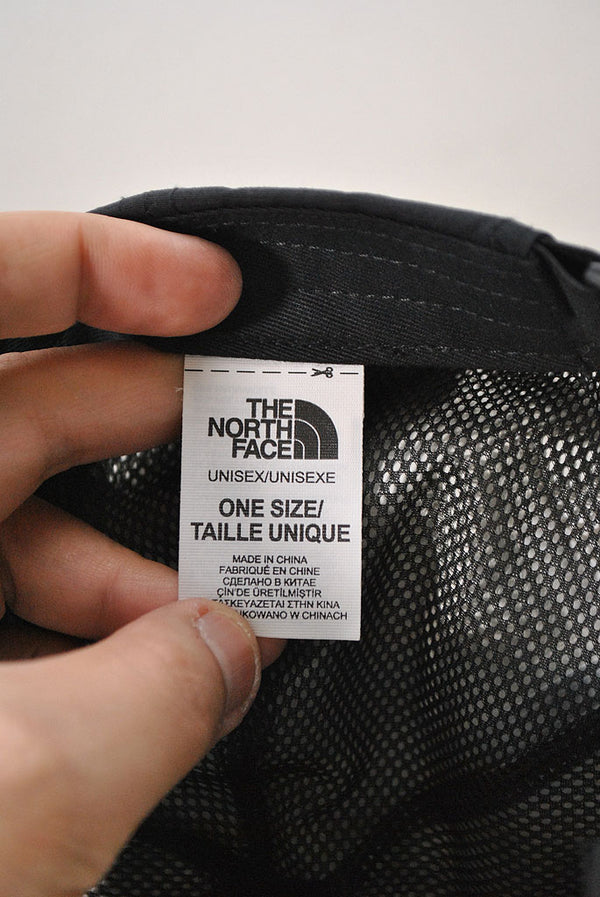 THE
NORTH
FACE
UNISEX/UNISEXE
ONE SIZE/
TAILLE UNIQUE
MADE IN CHINA
FABRIQUÉ EN CHINE
СДЕЛАНО В КИТАЕ
ÇİN'DE ÜRETİLMİŞTİR
ΣΤΗΝ ΚΙΝΑ
W CHINACH